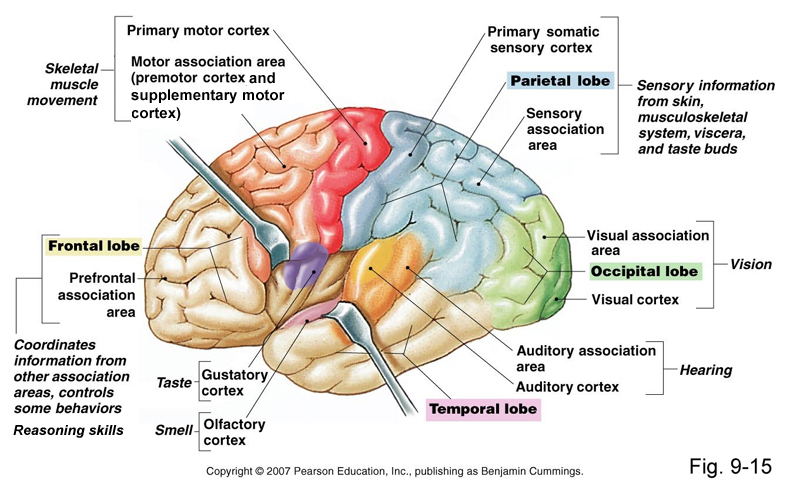 Primary motor cortex
Motor association area
(premotor cortex and
supplementary motor
cortex)
Skeletal
muscle
movement
Primary somatic
sensory cortex
Parietal lobe
Sensory
association
area
Sensory information
from skin,
musculoskeletal
system, viscera,
and taste buds
Frontal lobe
Prefrontal
association
area
Coordinates
information from
other association
areas, controls
some behaviors
Reasoning skills
Visual association
area
Occipital lobe
Visual cortex
Vision
Taste
Gustatory
cortex
Smell
Olfactory
cortex
Auditory association
area
Auditory cortex
Hearing
Temporal lobe
Copyright © 2007 Pearson Education, Inc., publishing as Benjamin Cummings.
Fig. 9-15